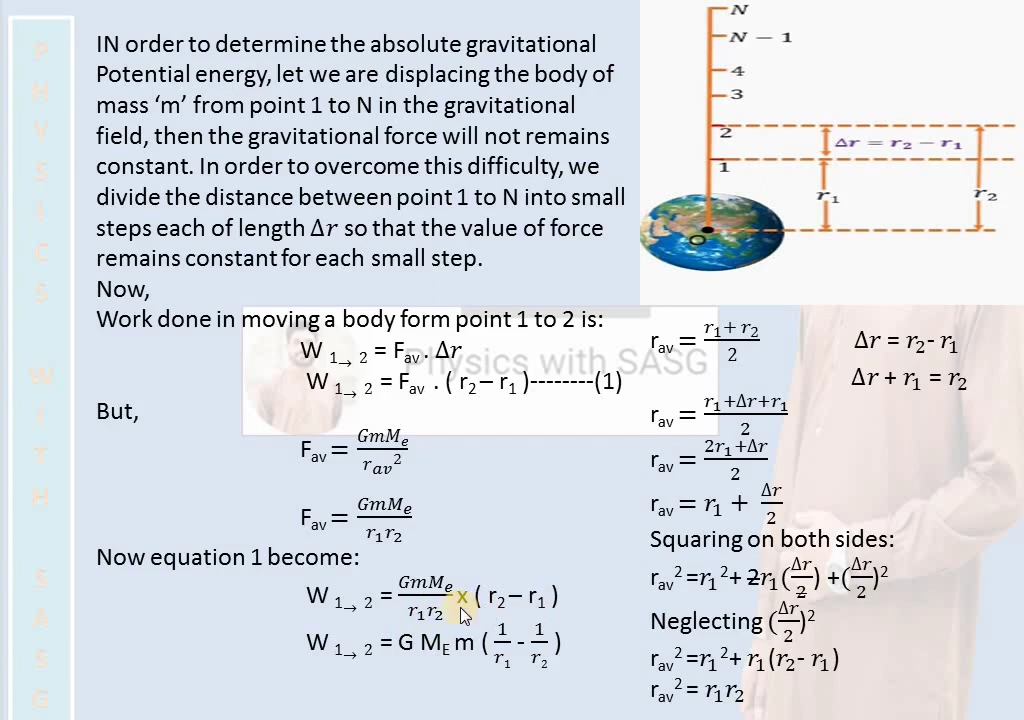 P
H
Y
S
I
C
S
W
I
T
H
S
A
S
G
IN order to determine the absolute gravitational
Potential energy, let we are displacing the body of
mass ‘m’ from point 1 to N in the gravitational
field, then the gravitational force will not remains
constant. In order to overcome this difficulty, we
divide the distance between point 1 to N into small
steps each of length Δr so that the value of force
remains constant for each small step.
Now,
Work done in moving a body form point 1 to 2 is:
W 1→ 2 = Fav . Δr
W 1→ 2 = Fav . ( r2 – r1 )--------(1)
But,
Fav = GmMe / rav²
Fav = GmMe / r1r2
Now equation 1 become:
W 1→ 2 = GmMe / r1r2 x ( r2 – r1 )
W 1→ 2 = G ME m ( 1/r1 - 1/r2 )
N
N − 1
4
3
2
1
O
Δr = r2 − r1
r1
r2
Physics with SASG
rav = r1 + r2 / 2
Δr = r2 - r1
Δr + r1 = r2
rav = r1 +Δr+r1 / 2
rav = 2r1 +Δr / 2
rav = r1 + Δr/2
Squaring on both sides:
rav² =r1²+ 2r1(Δr/2) +(Δr/2)²
Neglecting (Δr/2)²
rav² =r1²+ r1(r2- r1)
rav² = r1r2